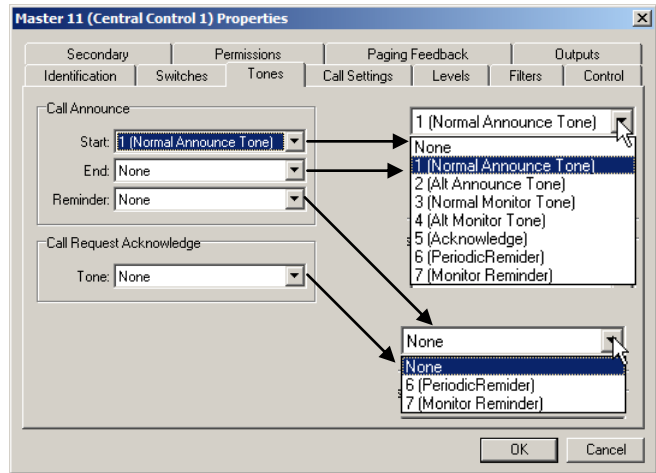 Master 11 (Central Control 1) Properties
Secondary Permissions Paging Feedback Outputs
Identification Switches Tones Call Settings Levels Filters Control
Call Announce
Start: 1 (Normal Announce Tone)
End: None
Reminder: None
Call Request Acknowledge
Tone: None
1 (Normal Announce Tone)
None
1 (Normal Announce Tone)
2 (Alt Announce Tone)
3 (Normal Monitor Tone)
4 (Alt Monitor Tone)
5 (Acknowledge)
6 (PeriodicReminder)
7 (Monitor Reminder)
None
None
6 (PeriodicRemider)
7 (Monitor Reminder)
OK Cancel